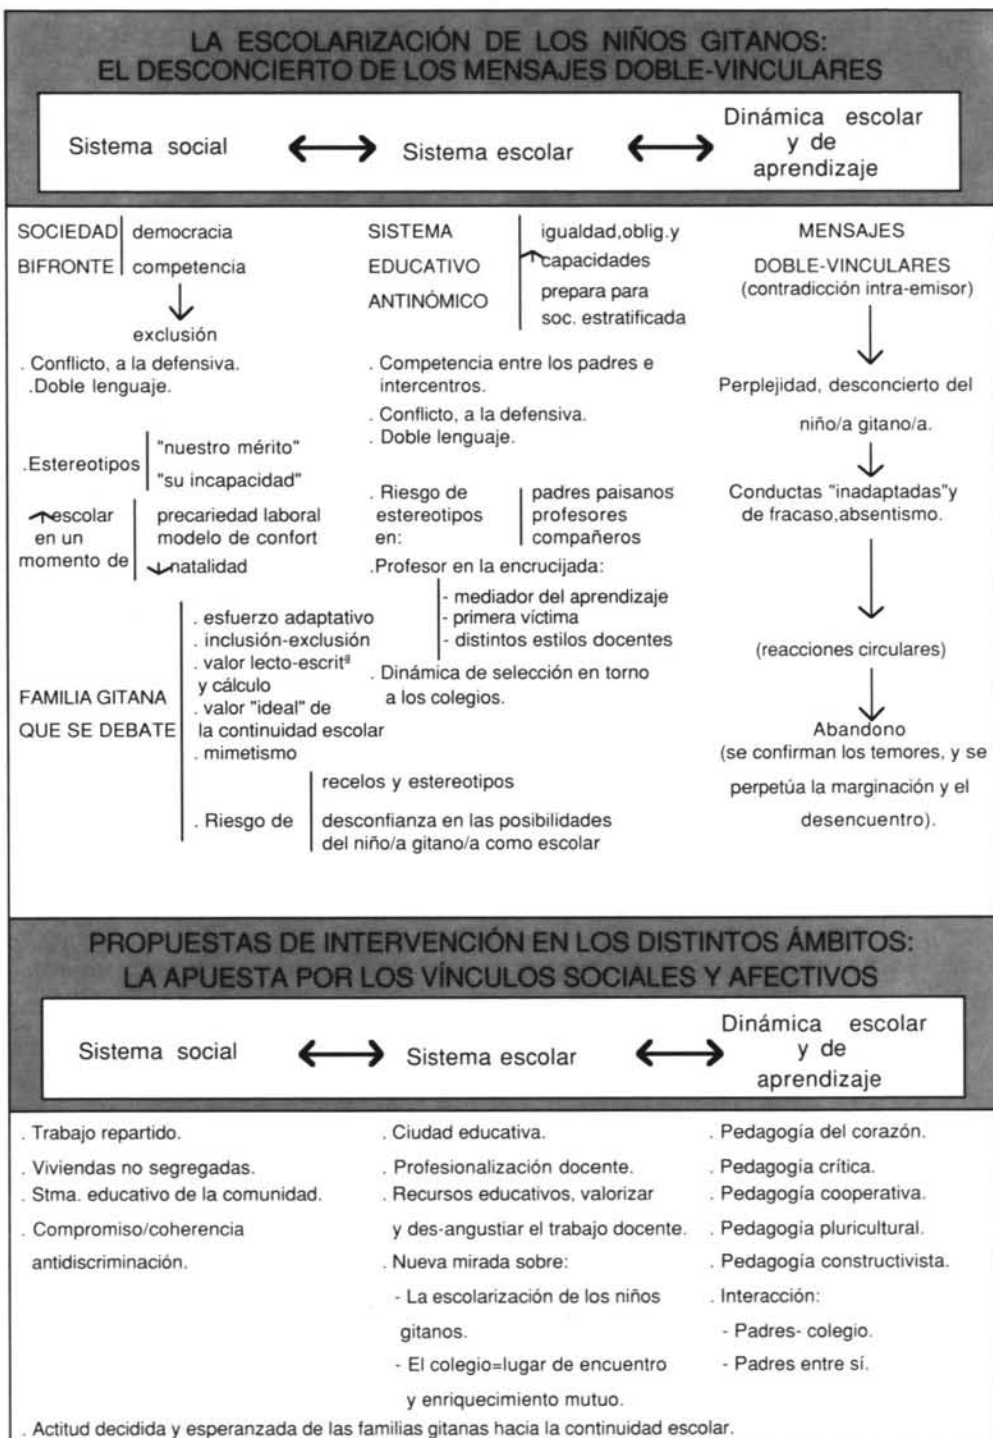 LA ESCOLARIZACIÓN DE LOS NIÑOS GITANOS:
EL DESCONCIERTO DE LOS MENSAJES DOBLE-VINCULARES
Sistema social
Sistema escolar
Dinámica escolar
y de
aprendizaje
SOCIEDAD
BIFRONTE
democracia
competencia
exclusión
. Conflicto, a la defensiva.
.Doble lenguaje.
.Estereotipos
"nuestro mérito"
"su incapacidad"
escolar
en un
momento de
precariedad laboral
modelo de confort
natalidad
FAMILIA GITANA
QUE SE DEBATE
. esfuerzo adaptativo
. inclusión-exclusión
. valor lecto-escritª
y cálculo
. valor "ideal" de
la continuidad escolar
. mimetismo
. Riesgo de
recelos y estereotipos
desconfianza en las posibilidades
del niño/a gitano/a como escolar
SISTEMA
EDUCATIVO
ANTINÓMICO
igualdad,oblig.y
capacidades
prepara para
soc. estratificada
. Competencia entre los padres e
intercentros.
. Conflicto, a la defensiva.
. Doble lenguaje.
. Riesgo de
estereotipos
en:
padres paisanos
profesores
compañeros
.Profesor en la encrucijada:
- mediador del aprendizaje
- primera víctima
- distintos estilos docentes
. Dinámica de selección en torno
a los colegios.
MENSAJES
DOBLE-VINCULARES
(contradicción intra-emisor)
Perplejidad, desconcierto del
niño/a gitano/a.
Conductas "inadaptadas"y
de fracaso,absentismo.
(reacciones circulares)
Abandono
(se confirman los temores, y se
perpetúa la marginación y el
desencuentro).
PROPUESTAS DE INTERVENCIÓN EN LOS DISTINTOS ÁMBITOS:
LA APUESTA POR LOS VÍNCULOS SOCIALES Y AFECTIVOS
Sistema social
Sistema escolar
Dinámica escolar
y de
aprendizaje
. Trabajo repartido.
. Viviendas no segregadas.
. Stma. educativo de la comunidad.
. Compromiso/coherencia
antidiscriminación.
. Ciudad educativa.
. Profesionalización docente.
. Recursos educativos, valorizar
y des-angustiar el trabajo docente.
. Nueva mirada sobre:
- La escolarización de los niños
gitanos.
- El colegio=lugar de encuentro
y enriquecimiento mutuo.
. Pedagogía del corazón.
. Pedagogía crítica.
. Pedagogía cooperativa.
. Pedagogía pluricultural.
. Pedagogía constructivista.
. Interacción:
- Padres- colegio.
- Padres entre sí.
. Actitud decidida y esperanzada de las familias gitanas hacia la continuidad escolar.